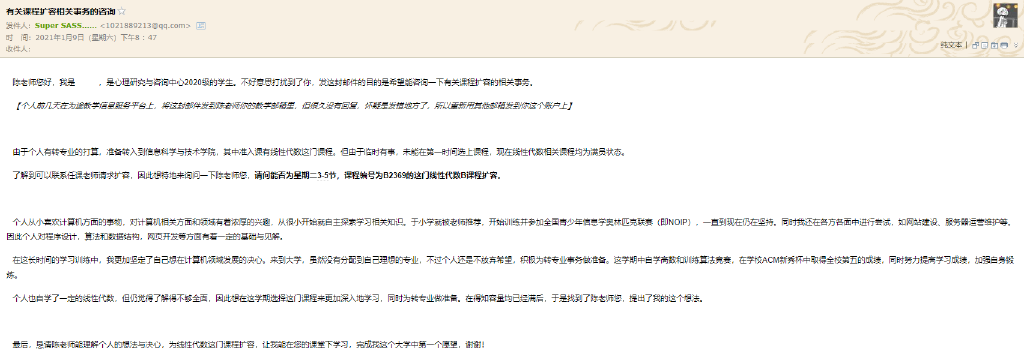 有关课程扩容相关事务的咨询
发件人：Super SASS...... <1021889213@qq.com>
时　间：2021年1月9日（星期六）下午8：47
收件人：
纯文本 |
陈老师您好，我是　　　，是心理研究与咨询中心2020级的学生。不好意思打扰到了你，发这封邮件的目的是希望能咨询一下有关课程扩容的相关事务。
【个人前几天在为途教学信息服务平台上，将这封邮件发到陈老师你的教学邮箱里，但很久没有回复，怀疑是发错地方了，所以重新用其他邮箱发到你这个账户上】
由于个人有转专业的打算，准备转入到信息科学与技术学院，其中准入课有线性代数这门课程。但由于临时有事，未能在第一时间选上课程，现在线性代数相关课程均为满员状态。
了解到可以联系任课老师请求扩容，因此想特地来询问一下陈老师您，请问能否为星期二3-5节，课程编号为B2369的这门线性代数B课程扩容。
个人从小喜欢计算机方面的事物，对计算机相关方面和领域有着浓厚的兴趣，从很小开始就自主探索学习相关知识。于小学就被老师推荐，开始训练并参加全国青少年信息学奥林匹克联赛（即NOIP），一直到现在仍在坚持。同时我还在各方各面中进行尝试，如网站建设、服务器运营维护等。
因此个人对程序设计，算法和数据结构，网页开发等方面有着一定的基础与见解。
在这长时间的学习训练中，我更加坚定了自己想在计算机领域发展的决心。来到大学，虽然没有分配到自己理想的专业，不过个人还是不放弃希望，积极为转专业事务做准备。这学期中自学高数和训练算法竞赛，在学校ACM新秀杯中取得全校第五的成绩，同时努力提高学习成绩，加强自身锻
炼。
个人也自学了一定的线性代数，但仍觉得了解得不够全面，因此想在这学期选择这门课程来更加深入地学习，同时为转专业做准备。在得知容量均已经满后，于是找到了陈老师您，提出了我的这个想法。
最后，恳请陈老师能理解个人的想法与决心，为线性代数这门课程扩容，让我能在您的课堂下学习，完成我这个大学中第一个愿望，谢谢！